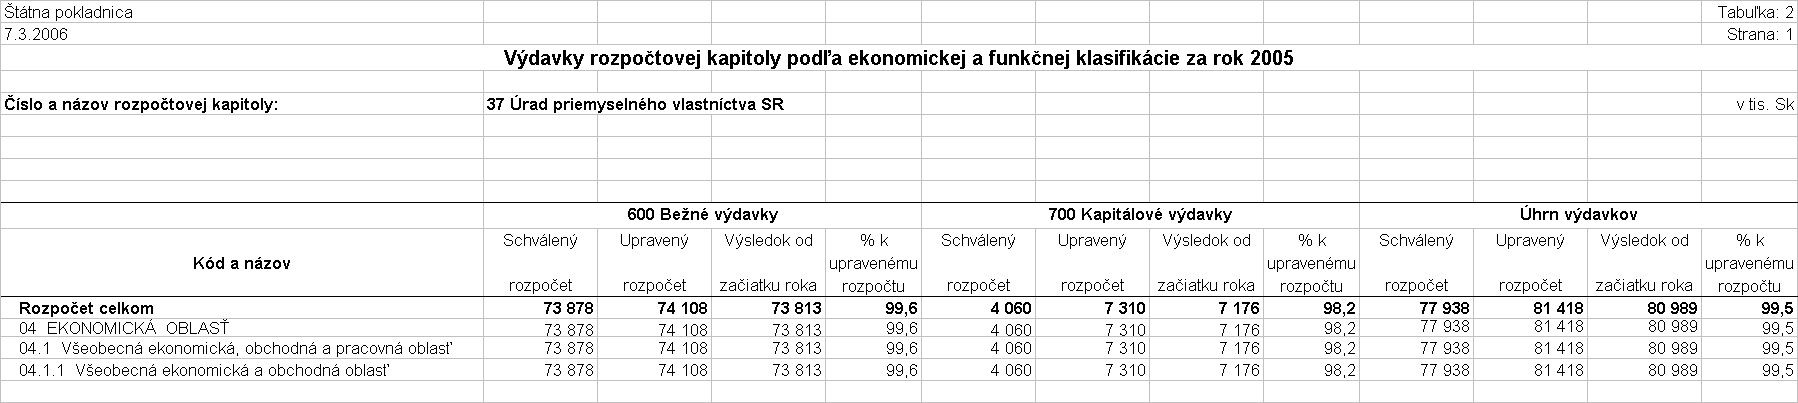 Štátna pokladnica Tabuľka: 2
7.3.2006 Strana: 1
Výdavky rozpočtovej kapitoly podľa ekonomickej a funkčnej klasifikácie za rok 2005
Číslo a názov rozpočtovej kapitoly: 37 Úrad priemyselného vlastníctva SR v tis. Sk
600 Bežné výdavky 700 Kapitálové výdavky Úhrn výdavkov
Kód a názov Schválený rozpočet Upravený rozpočet Výsledok od začiatku roka % k upravenému rozpočtu Schválený rozpočet Upravený rozpočet Výsledok od začiatku roka % k upravenému rozpočtu Schválený rozpočet Upravený rozpočet Výsledok od začiatku roka % k upravenému rozpočtu
Rozpočet celkom 73 878 74 108 73 813 99,6 4 060 7 310 7 176 98,2 77 938 81 418 80 989 99,5
04 EKONOMICKÁ OBLASŤ 73 878 74 108 73 813 99,6 4 060 7 310 7 176 98,2 77 938 81 418 80 989 99,5
04.1 Všeobecná ekonomická, obchodná a pracovná oblasť 73 878 74 108 73 813 99,6 4 060 7 310 7 176 98,2 77 938 81 418 80 989 99,5
04.1.1 Všeobecná ekonomická a obchodná oblasť 73 878 74 108 73 813 99,6 4 060 7 310 7 176 98,2 77 938 81 418 80 989 99,5